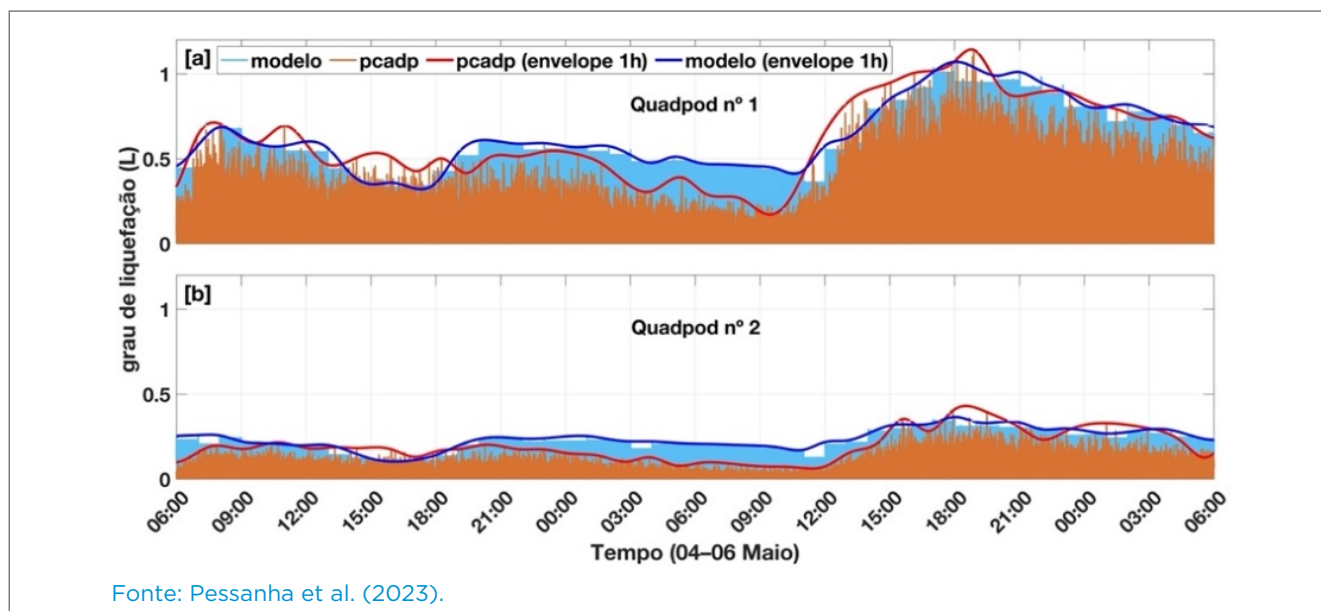 [a] modelo pcadp pcadp (envelope 1h) modelo (envelope 1h)
Quadpod nº 1
1
0.5
0
grau de liquefação (L)
[b]
Quadpod nº 2
1
0.5
0
06:00 09:00 12:00 15:00 18:00 21:00 00:00 03:00 06:00 09:00 12:00 15:00 18:00 21:00 00:00 03:00 06:00
Tempo (04–06 Maio)
Fonte: Pessanha et al. (2023).